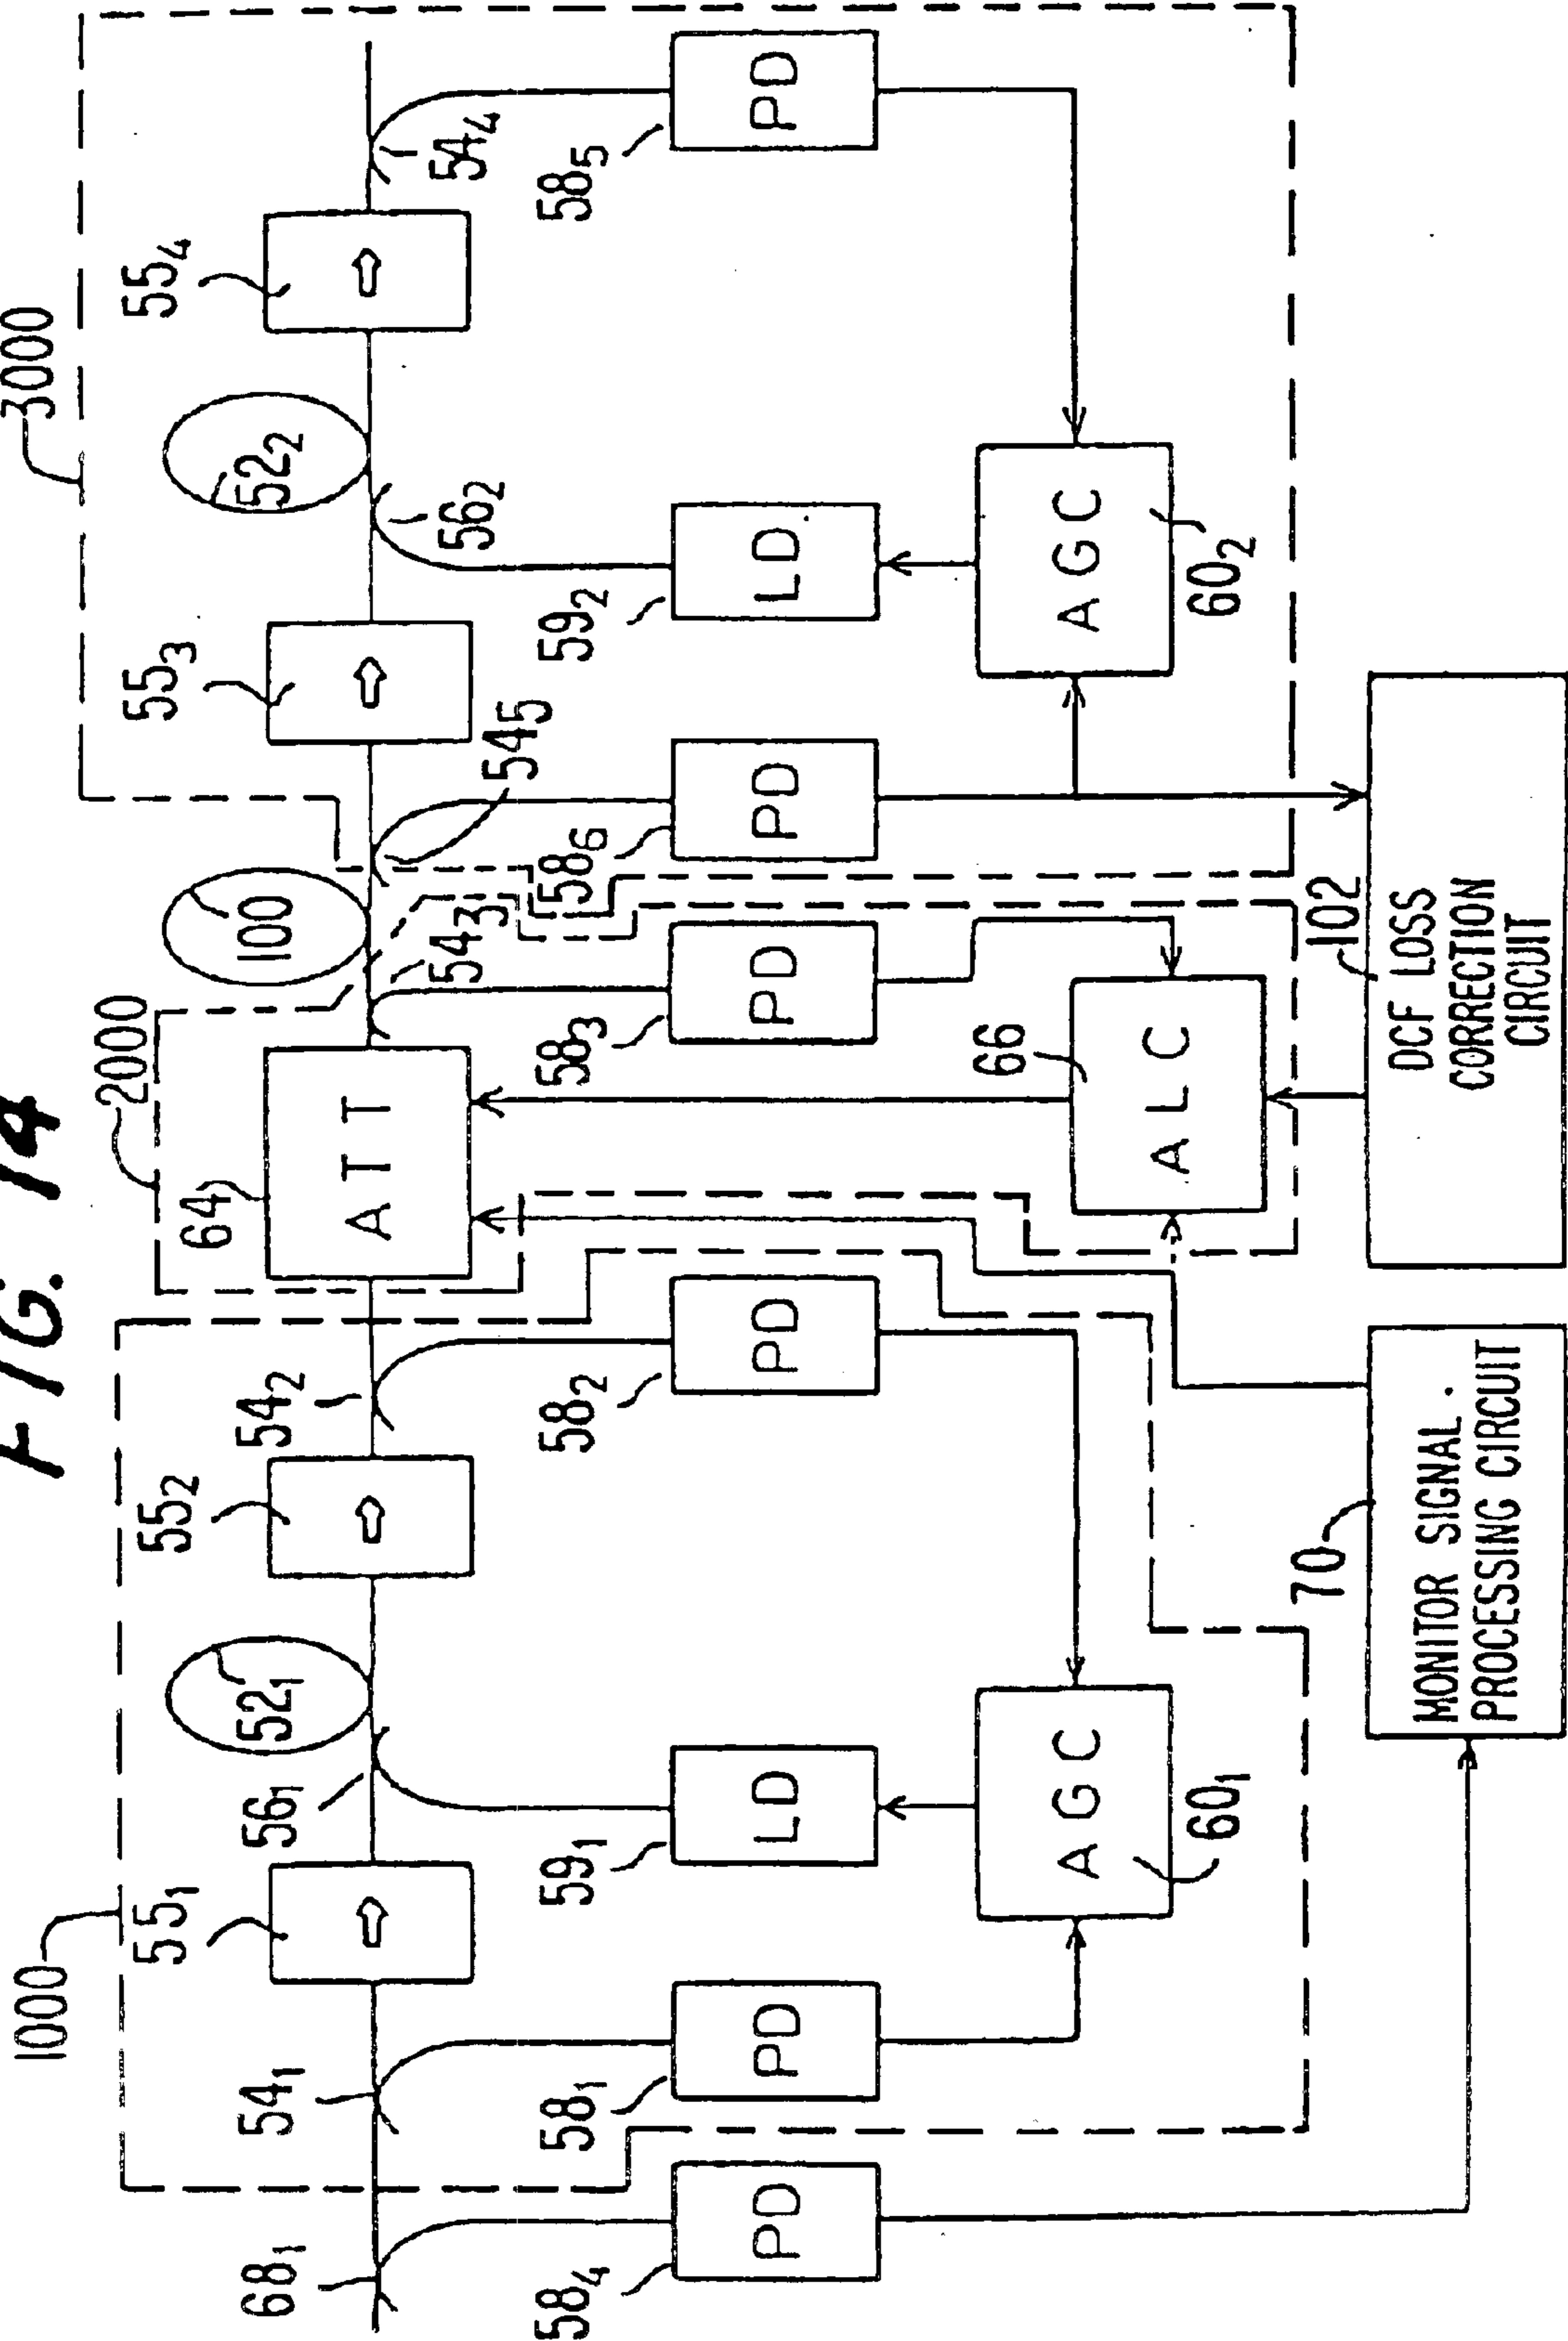 FIG. 14
1000
2000
3000
68₁
54₁
55₁
56₁
52₁
55₂
54₂
64
ATT
54₃
100
54₅
55₃
56₂
52₂
55₄
54₄
58₄
PD
58₁
PD
59₁
LD
58₂
PD
58₃
PD
58₆
PD
59₂
LD
58₅
PD
AGC
60₁
66
ALC
AGC
60₂
70
MONITOR SIGNAL
PROCESSING CIRCUIT
102
DCF LOSS
CORRECTION
CIRCUIT